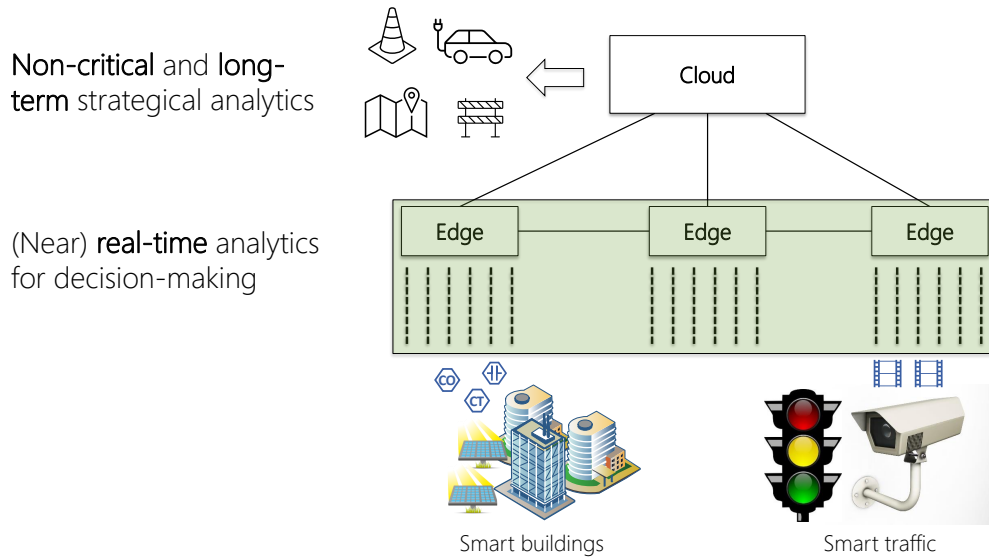 Non-critical and long-
term strategical analytics
Cloud
(Near) real-time analytics
for decision-making
Edge
Edge
Edge
CO
CT
Smart buildings
Smart traffic